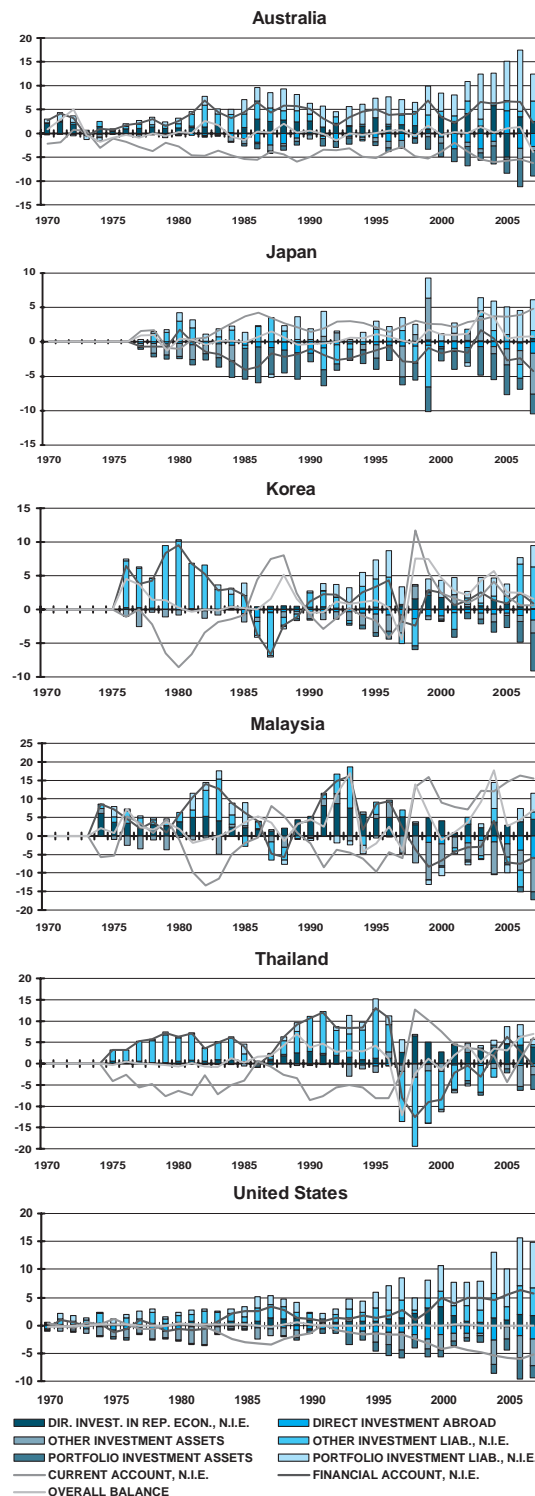 Australia
20
15
10
5
0
-5
-10
-15
1970 1975 1980 1985 1990 1995 2000 2005
Japan
10
5
0
-5
-10
-15
1970 1975 1980 1985 1990 1995 2000 2005
Korea
15
10
5
0
-5
-10
1970 1975 1980 1985 1990 1995 2000 2005
Malaysia
25
20
15
10
5
0
-5
-10
-15
-20
1970 1975 1980 1985 1990 1995 2000 2005
Thailand
20
15
10
5
0
-5
-10
-15
-20
1970 1975 1980 1985 1990 1995 2000 2005
United States
20
15
10
5
0
-5
-10
-15
1970 1975 1980 1985 1990 1995 2000 2005
DIR. INVEST. IN REP. ECON., N.I.E. DIRECT INVESTMENT ABROAD
OTHER INVESTMENT ASSETS OTHER INVESTMENT LIAB., N.I.E.
PORTFOLIO INVESTMENT ASSETS PORTFOLIO INVESTMENT LIAB., N.I.E.
CURRENT ACCOUNT, N.I.E. FINANCIAL ACCOUNT, N.I.E.
OVERALL BALANCE